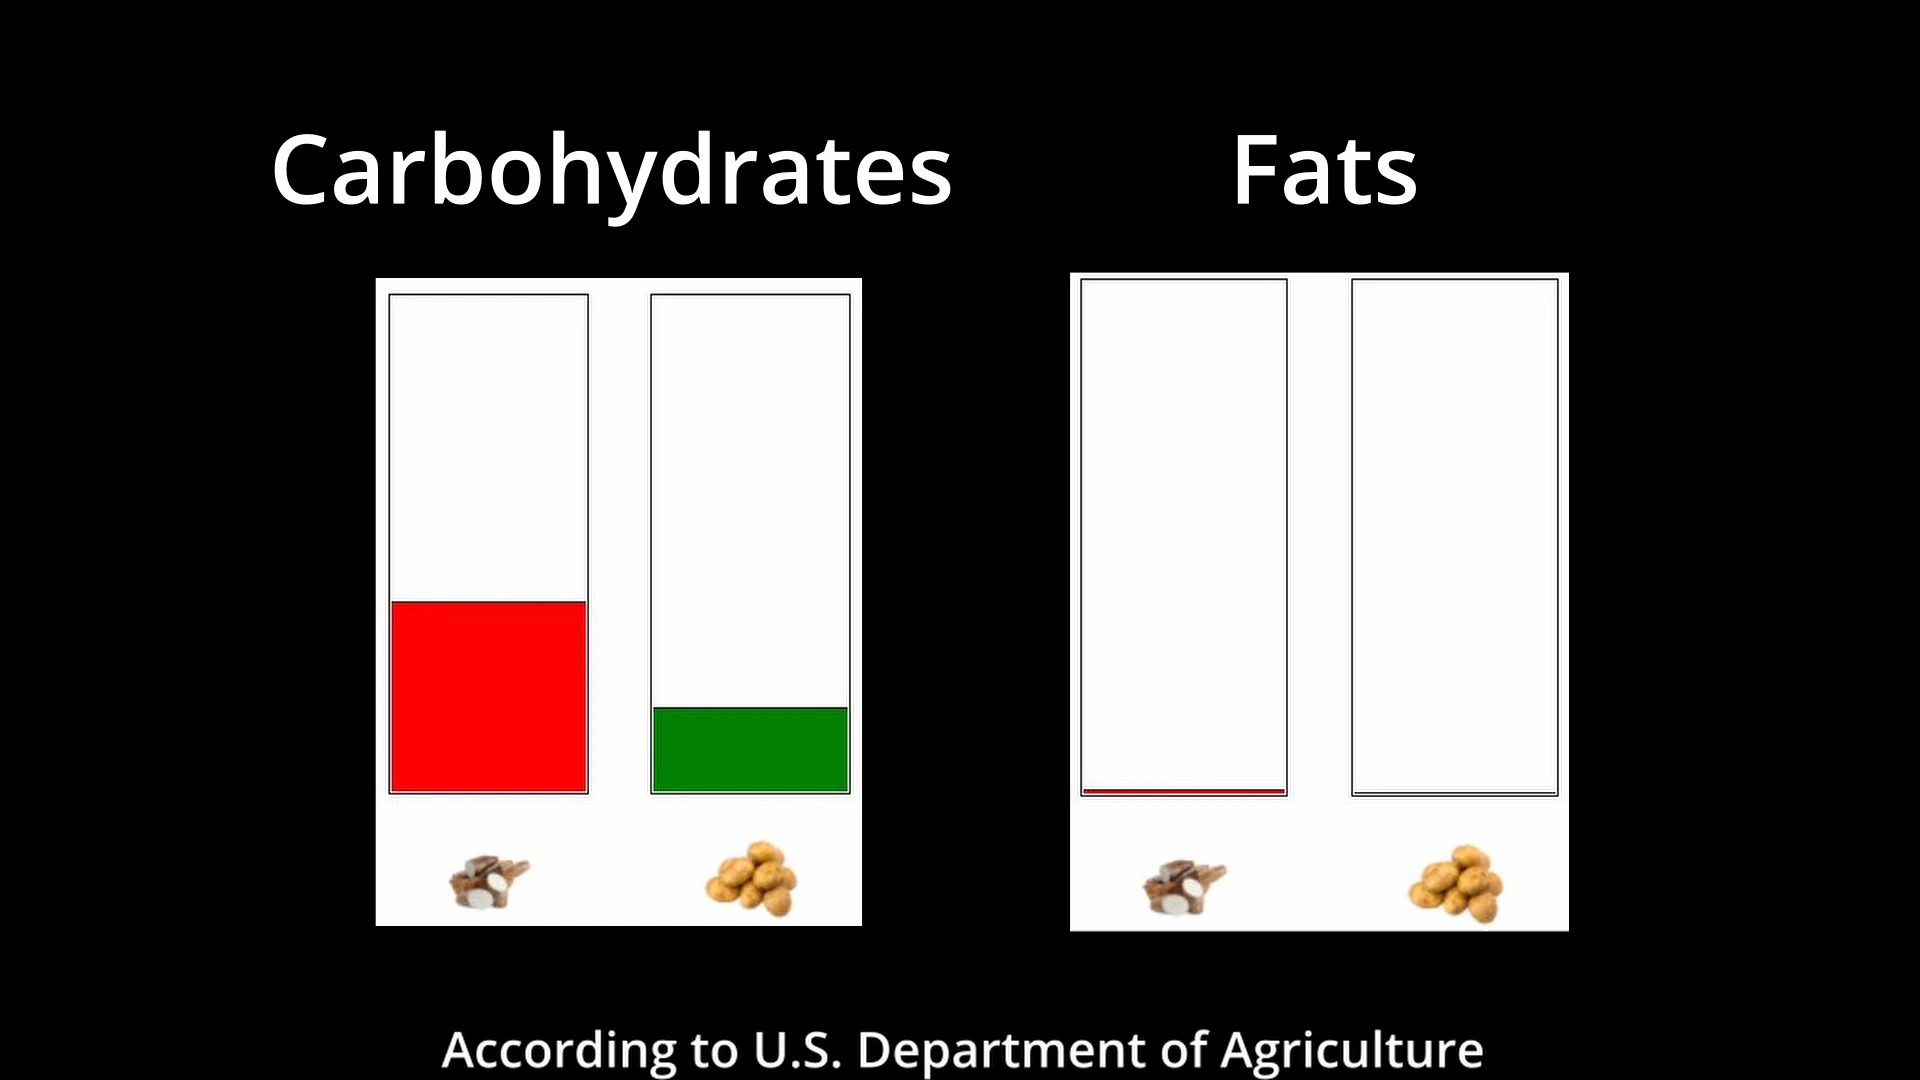 Carbohydrates
Fats
According to U.S. Department of Agriculture